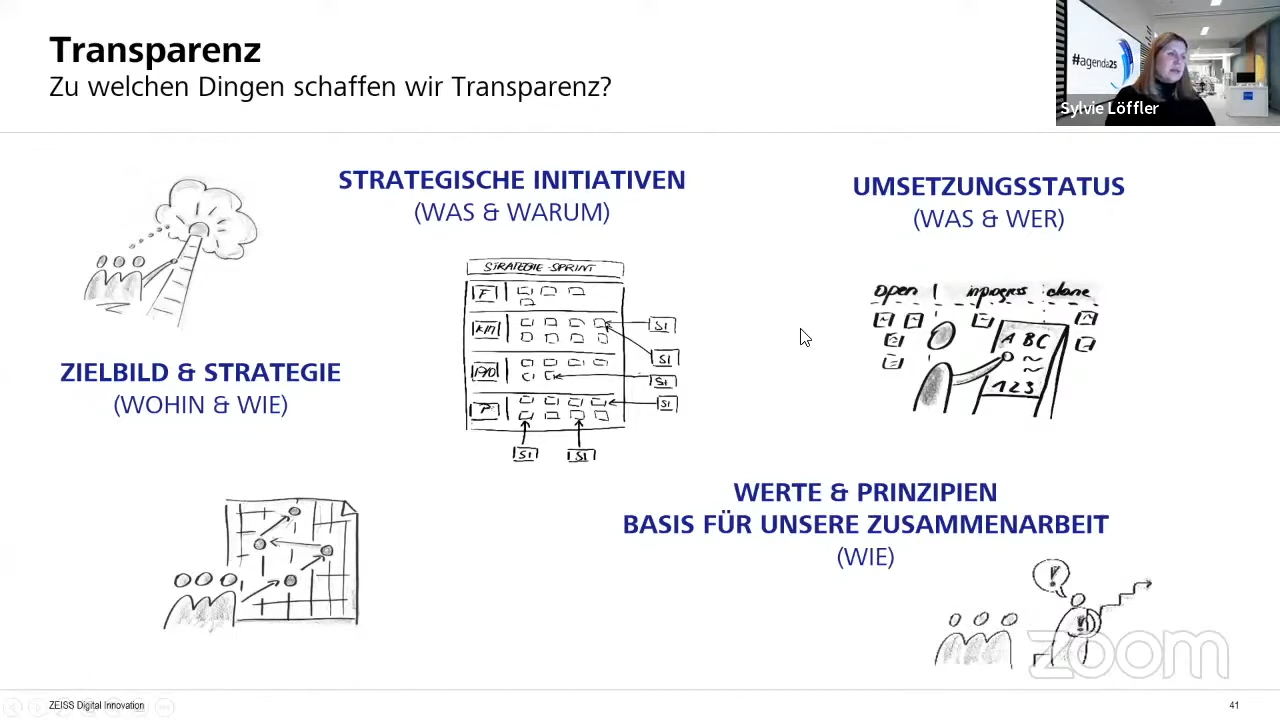 Transparenz
Zu welchen Dingen schaffen wir Transparenz?
#agenda25
Sylvie Löffler
STRATEGISCHE INITIATIVEN
(WAS & WARUM)
UMSETZUNGSSTATUS
(WAS & WER)
STRATEGIE-SPRINT
F
SI
SI
SI
P
SI
SI
SI
open
inprogress
done
A BC
123
ZIELBILD & STRATEGIE
(WOHIN & WIE)
WERTE & PRINZIPIEN
BASIS FÜR UNSERE ZUSAMMENARBEIT
(WIE)
!
!
zoom
ZEISS Digital Innovation
41